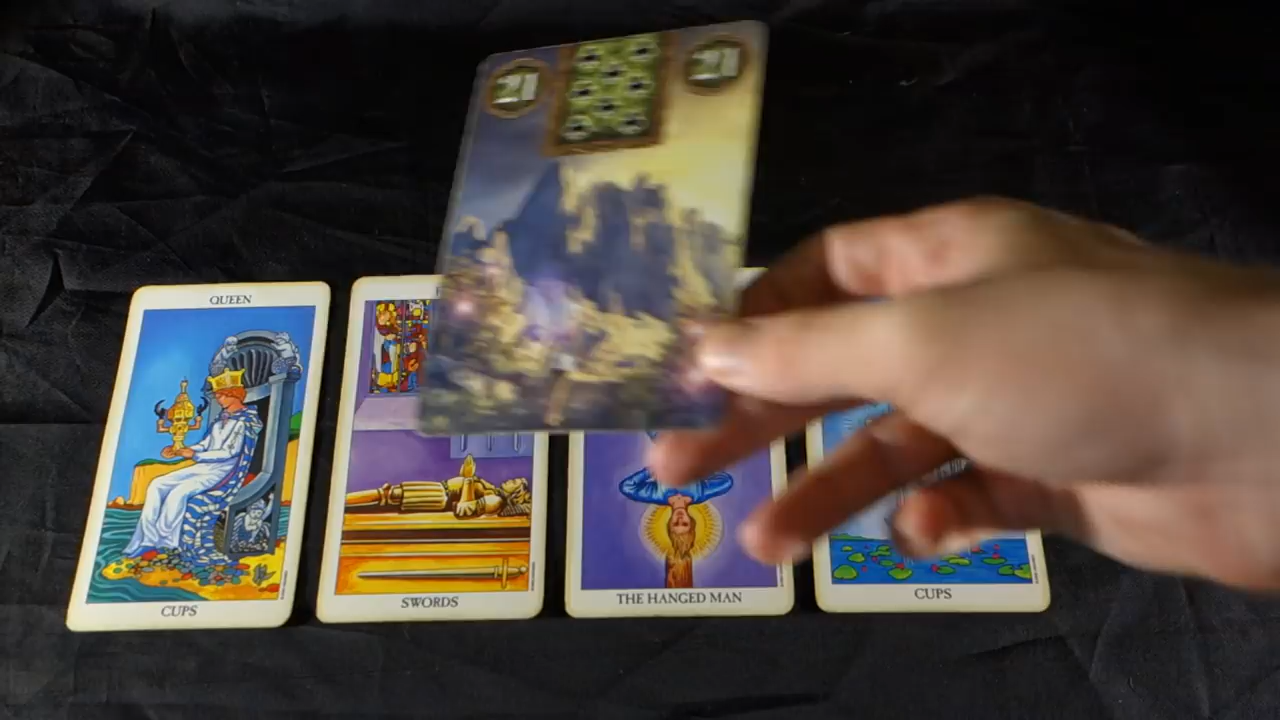 21 21
QUEEN
CUPS
SWORDS
THE HANGED MAN
CUPS